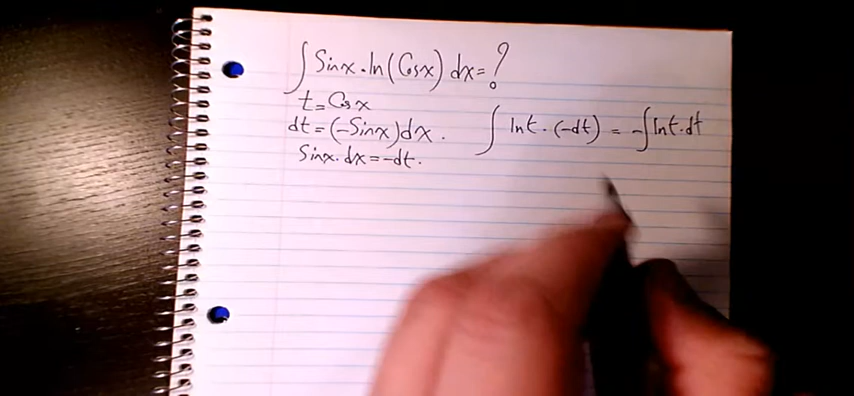 ∫ Sinx . ln(Cosx) dx = ?
t = Cosx
dt = (-Sinx)dx .
Sinx. dx = -dt.
∫ lnt . (-dt) = -∫ lnt. dt